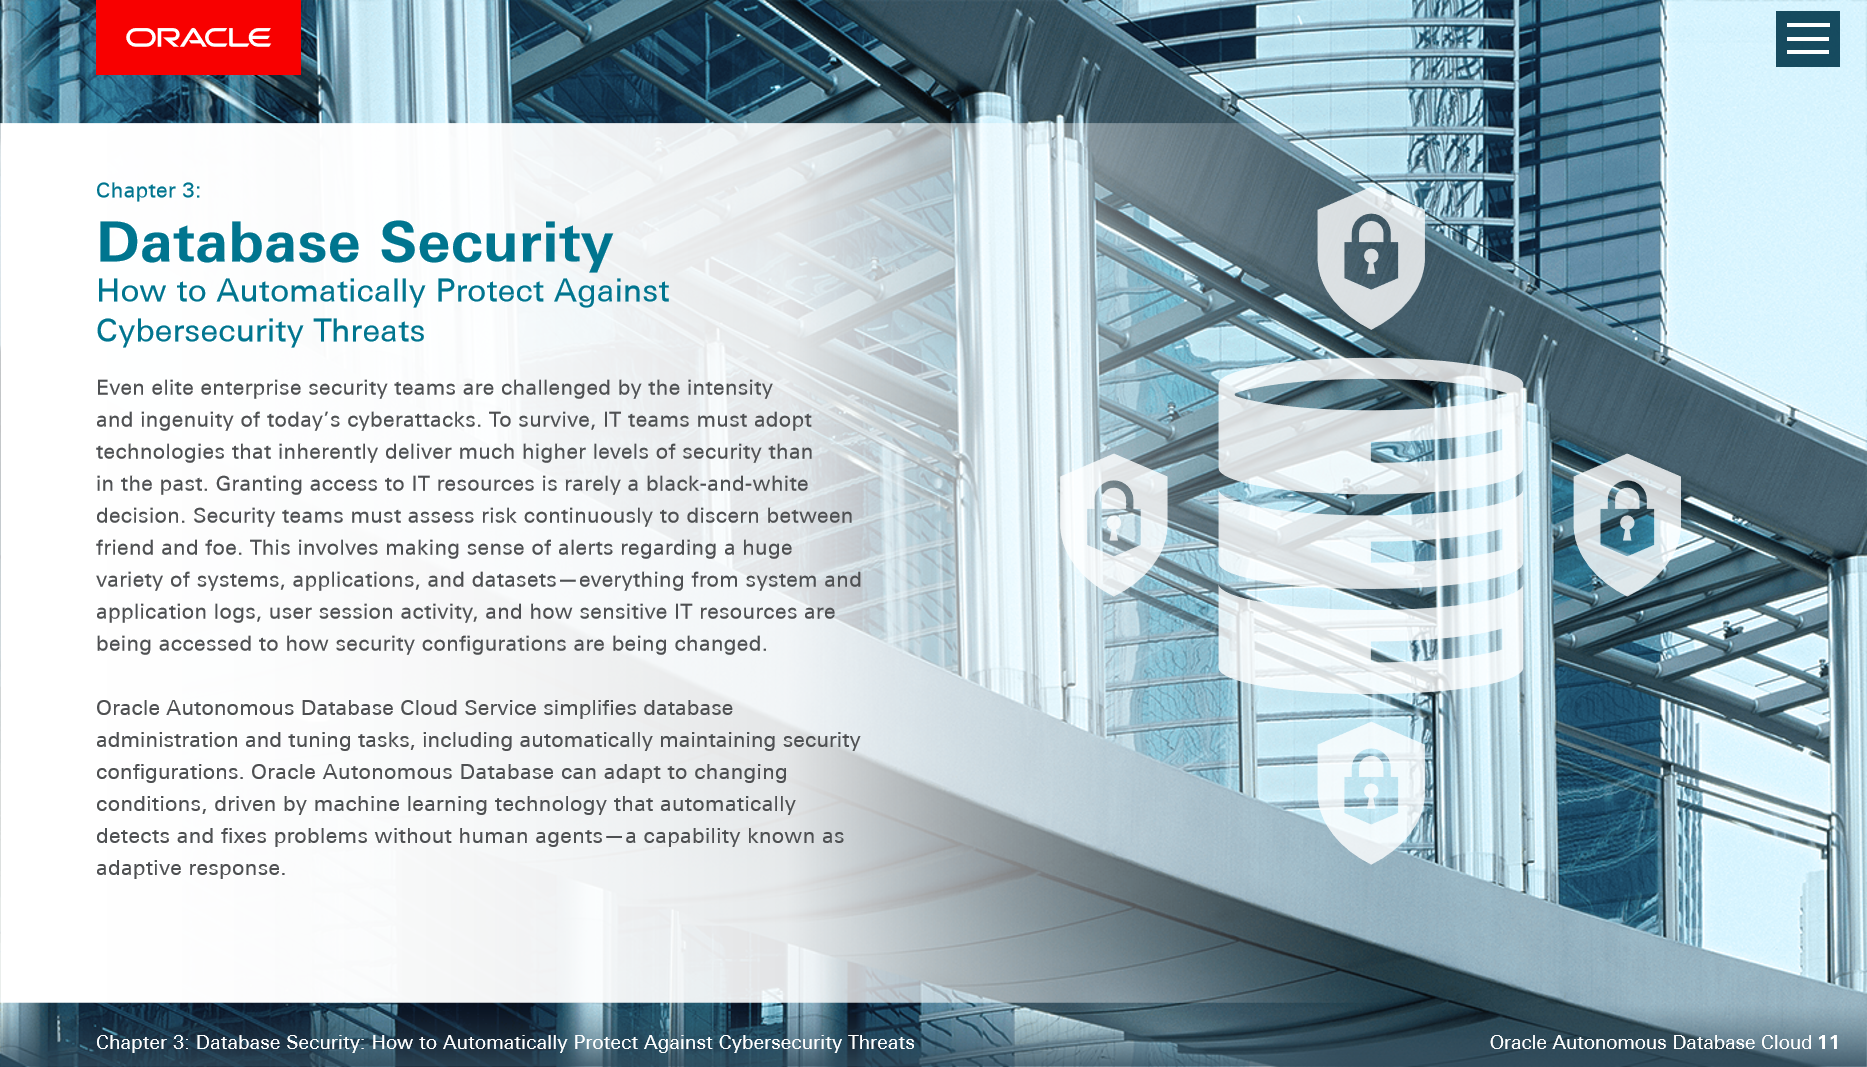 ORACLE
Chapter 3:
Database Security
How to Automatically Protect Against
Cybersecurity Threats
Even elite enterprise security teams are challenged by the intensity
and ingenuity of today’s cyberattacks. To survive, IT teams must adopt
technologies that inherently deliver much higher levels of security than
in the past. Granting access to IT resources is rarely a black-and-white
decision. Security teams must assess risk continuously to discern between
friend and foe. This involves making sense of alerts regarding a huge
variety of systems, applications, and datasets—everything from system and
application logs, user session activity, and how sensitive IT resources are
being accessed to how security configurations are being changed.
Oracle Autonomous Database Cloud Service simplifies database
administration and tuning tasks, including automatically maintaining security
configurations. Oracle Autonomous Database can adapt to changing
conditions, driven by machine learning technology that automatically
detects and fixes problems without human agents—a capability known as
adaptive response.
Chapter 3: Database Security: How to Automatically Protect Against Cybersecurity Threats
Oracle Autonomous Database Cloud 11